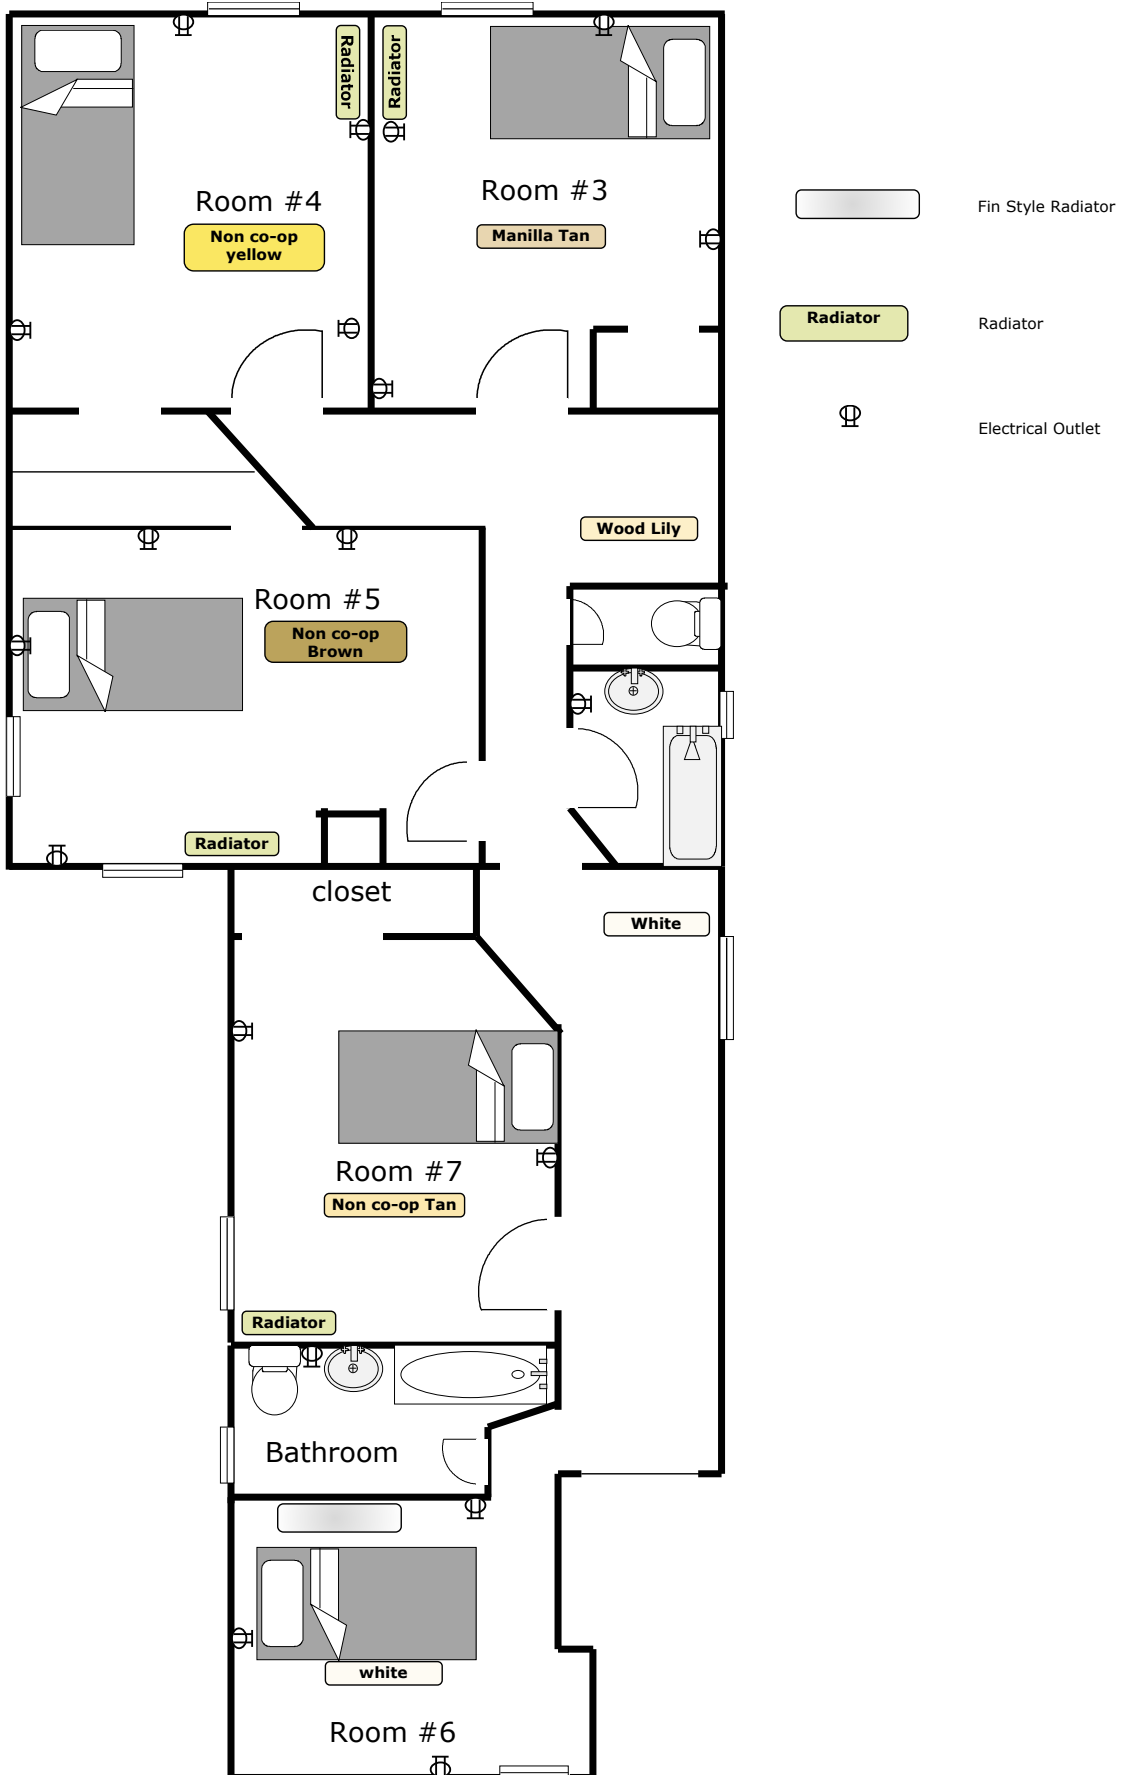 Radiator
Radiator
Room #4
Non co-op
yellow
Room #3
Manilla Tan
Fin Style Radiator
Radiator
Radiator
Electrical Outlet
Wood Lily
Room #5
Non co-op
Brown
Radiator
closet
White
Room #7
Non co-op Tan
Radiator
Bathroom
white
Room #6